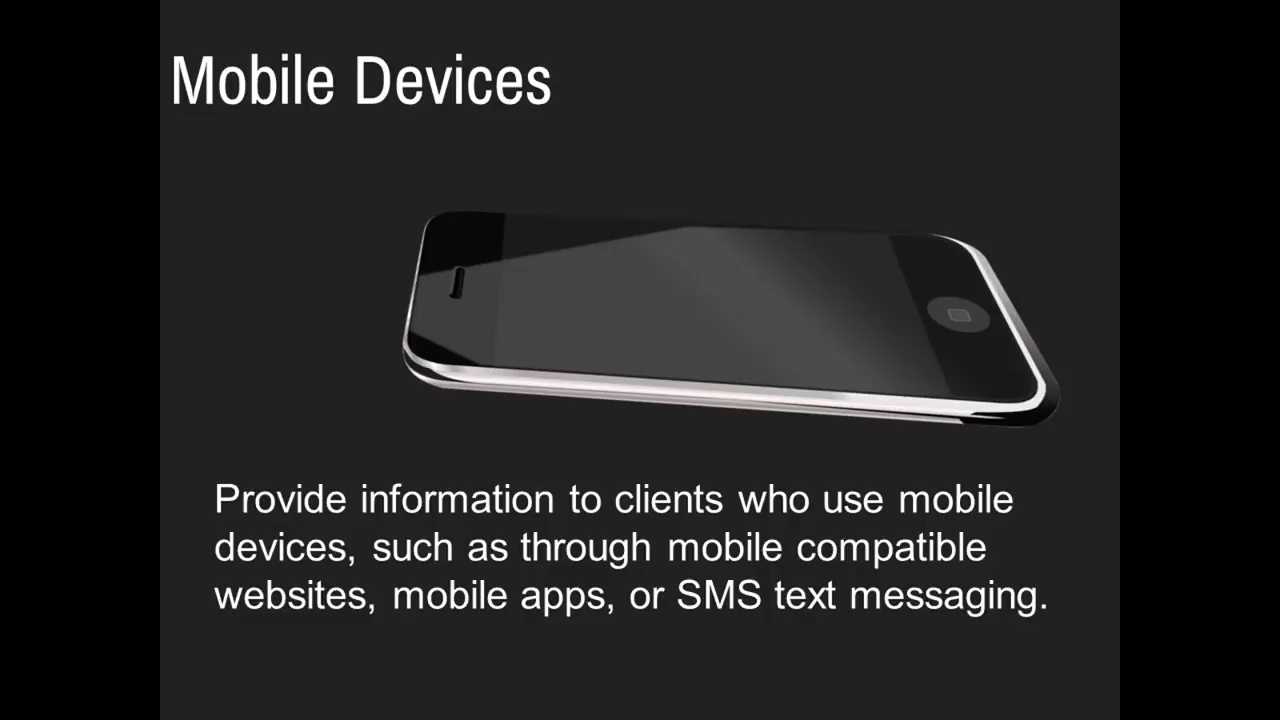 Mobile Devices
Provide information to clients who use mobile
devices, such as through mobile compatible
websites, mobile apps, or SMS text messaging.